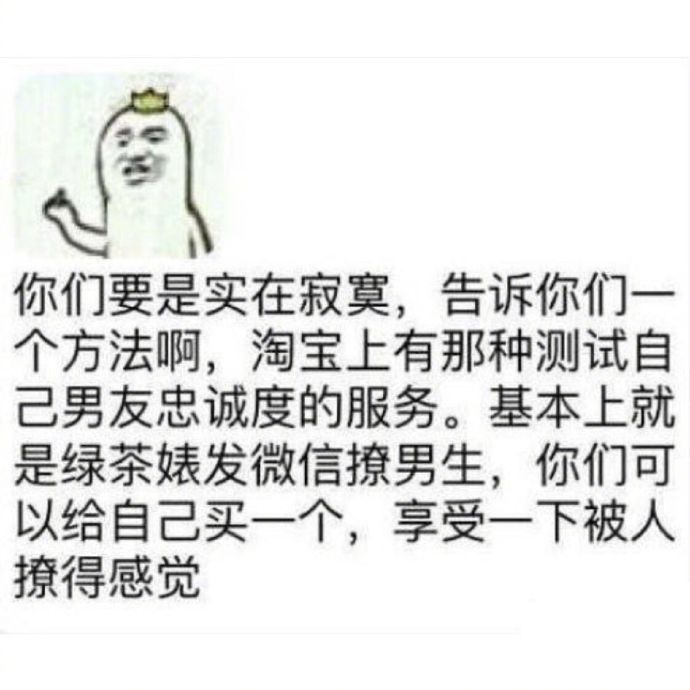 你们要是实在寂寞，告诉你们一
个方法啊，淘宝上有那种测试自
己男友忠诚度的服务。基本上就
是绿茶婊发微信撩男生，你们可
以给自己买一个，享受一下被人
撩得感觉